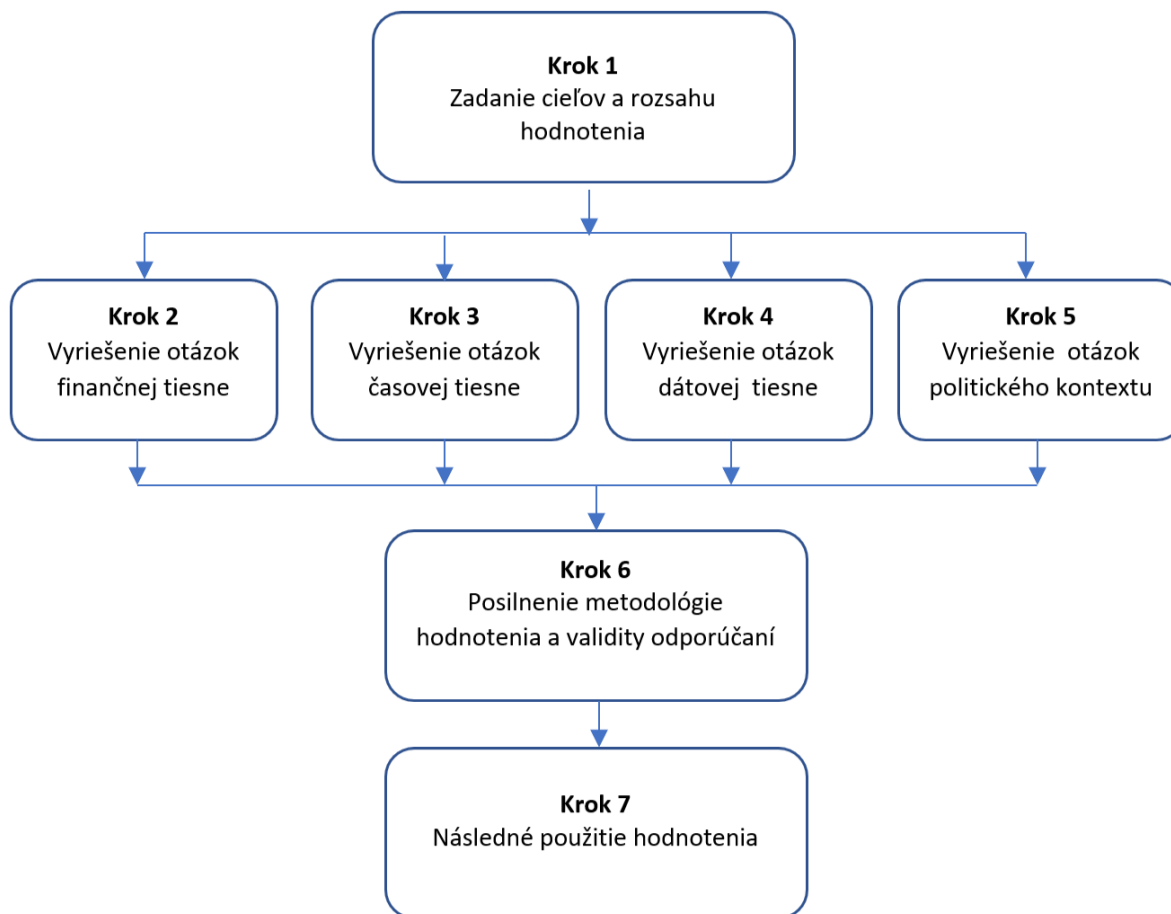 Krok 1
Zadanie cieľov a rozsahu
hodnotenia
Krok 2
Vyriešenie otázok
finančnej tiesne
Krok 3
Vyriešenie otázok
časovej tiesne
Krok 4
Vyriešenie otázok
dátovej tiesne
Krok 5
Vyriešenie otázok
politického kontextu
Krok 6
Posilnenie metodológie
hodnotenia a validity odporúčaní
Krok 7
Následné použitie hodnotenia